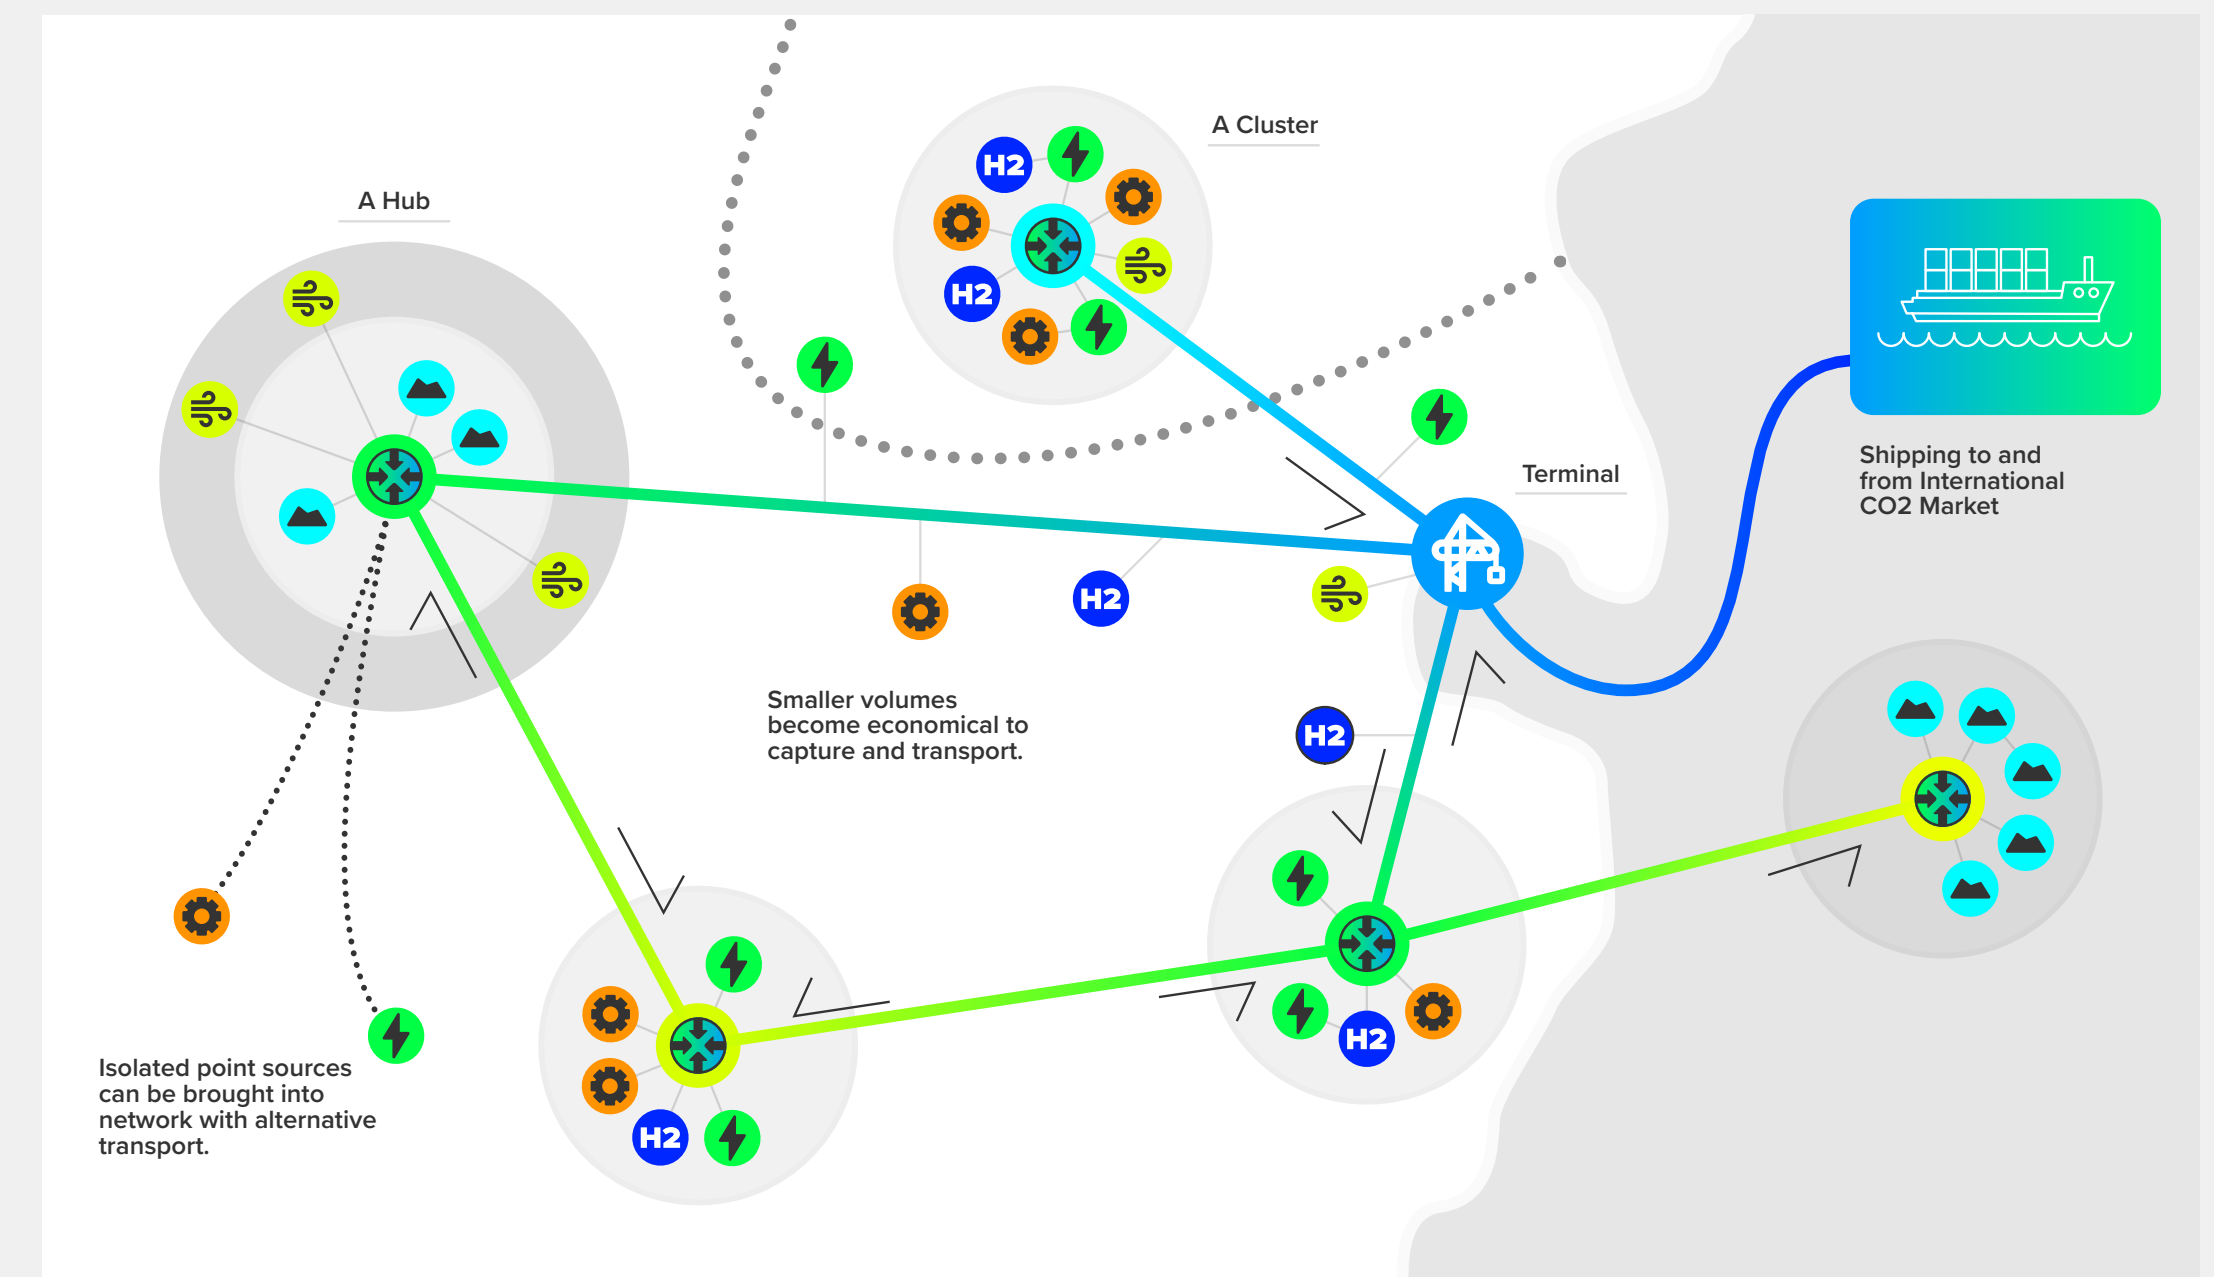 A Cluster
H2
A Hub
H2
Terminal
Shipping to and
from International
CO2 Market
H2
Smaller volumes
become economical to
capture and transport.
H2
H2
Isolated point sources
can be brought into
network with alternative
transport.
H2